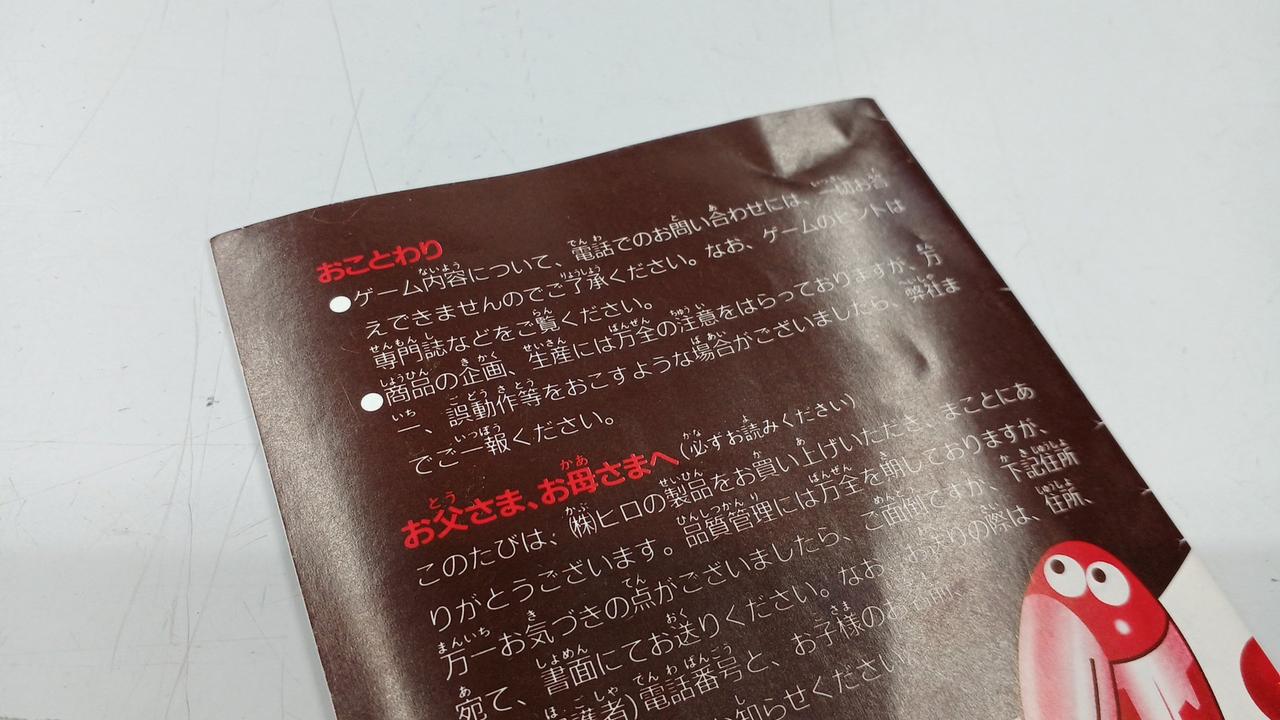 おことわり
●ゲーム内容について、電話でのお問い合わせには、一切お答
えできませんのでご了承ください。なお、ゲームのヒントは
専門誌などをご覧ください。
●商品の企画、生産には万全の注意をはらっておりますが、万
一、誤動作等をおこすような場合がございましたら、弊社ま
でご一報ください。
お父さま、お母さまへ(必ずお読みください)
このたびは、㈱ヒロの製品をお買い上げいただき、まことにあ
りがとうございます。品質管理には万全を期しておりますが、
万一お気づきの点がございましたら、ご面倒ですが、下記住所
宛て、書面にてお送りください。なお、お送りの際は、住所、
護者)電話番号と、お子様のお名前
お知らせください。